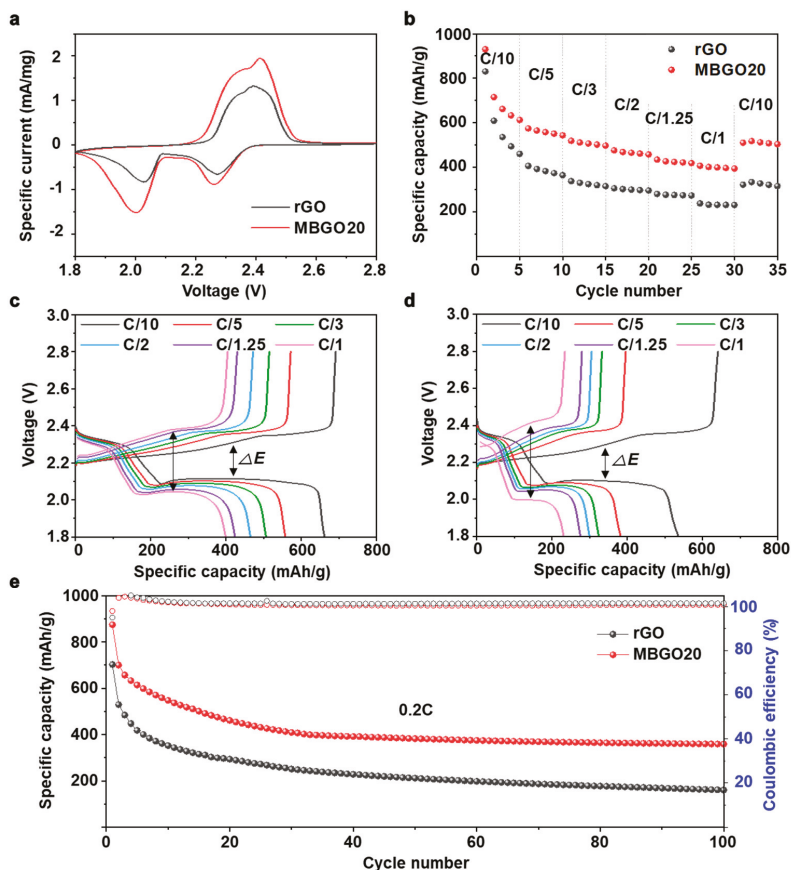 a
Specific current (mA/mg)
2
1
0
-1
-2
rGO
MBGO20
1.8 2.0 2.2 2.4 2.6 2.8
Voltage (V)
b
Specific capacity (mAh/g)
1000
800
600
400
200
C/10
C/5
C/3
C/2
C/1.25
C/1
C/10
rGO
MBGO20
0 5 10 15 20 25 30 35
Cycle number
c
Voltage (V)
3.0
2.8
2.6
2.4
2.2
2.0
1.8
C/10 C/5 C/3
C/2 C/1.25 C/1
△E
0 200 400 600 800
Specific capacity (mAh/g)
d
Voltage (V)
3.0
2.8
2.6
2.4
2.2
2.0
1.8
C/10 C/5 C/3
C/2 C/1.25 C/1
△E
0 200 400 600 800
Specific capacity (mAh/g)
e
Specific capacity (mAh/g)
1000
800
600
400
200
rGO
MBGO20
0.2C
100
80
60
40
20
Coulombic efficiency (%)
0 20 40 60 80 100
Cycle number